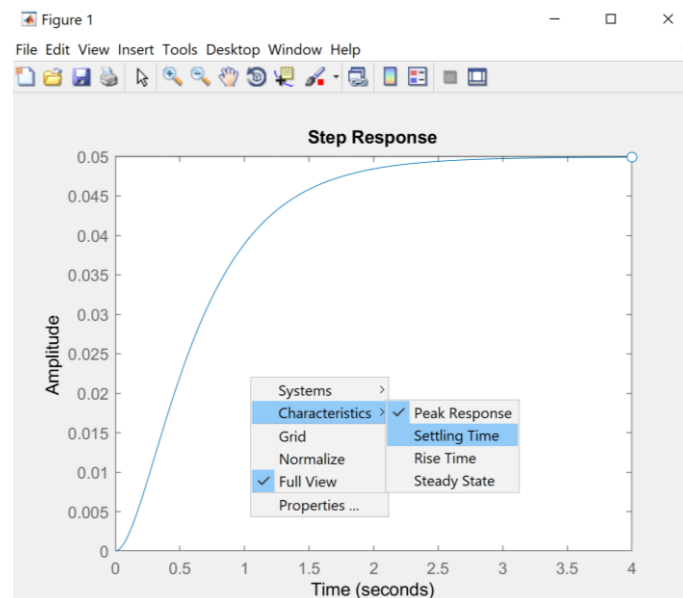 Figure 1
File Edit View Insert Tools Desktop Window Help
Step Response
0.05
0.045
0.04
0.035
0.03
0.025
0.02
0.015
0.01
0.005
0
Amplitude
Systems
Characteristics
Grid
Normalize
Full View
Properties ...
Peak Response
Settling Time
Rise Time
Steady State
0 0.5 1 1.5 2 2.5 3 3.5 4
Time (seconds)